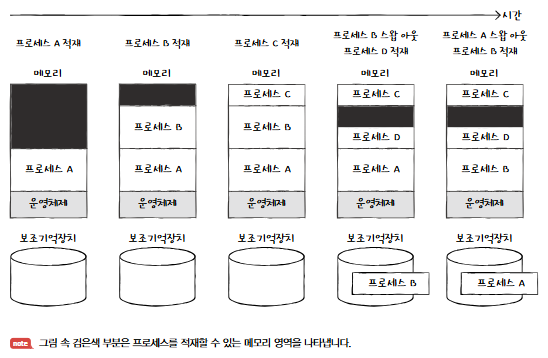 시간
프로세스 A 적재
메모리
프로세스 A
운영체제
보조기억장치
프로세스 B 적재
메모리
프로세스 B
프로세스 A
운영체제
보조기억장치
프로세스 C 적재
메모리
프로세스 C
프로세스 B
프로세스 A
운영체제
보조기억장치
프로세스 B 스왑 아웃
프로세스 D 적재
메모리
프로세스 C
프로세스 D
프로세스 A
운영체제
보조기억장치
프로세스 B
프로세스 A 스왑 아웃
프로세스 B 적재
메모리
프로세스 C
프로세스 D
프로세스 B
운영체제
보조기억장치
프로세스 A
note 그림 속 검은색 부분은 프로세스를 적재할 수 있는 메모리 영역을 나타냅니다.